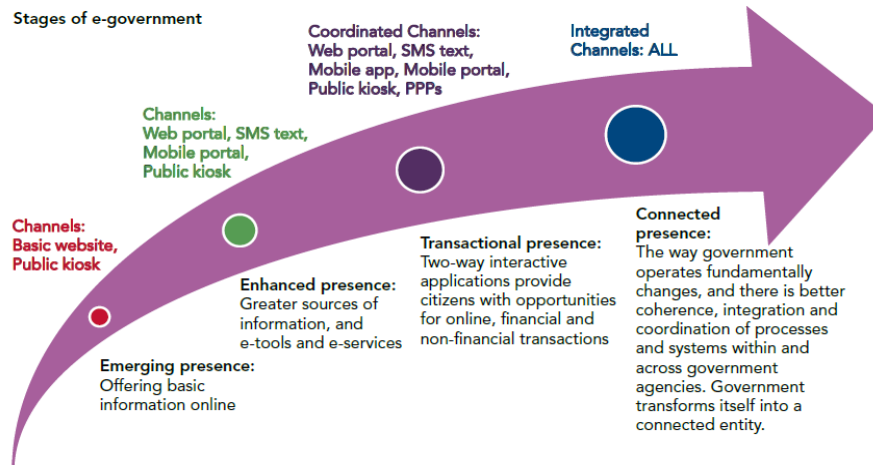 Stages of e-government
Channels:
Basic website,
Public kiosk
Emerging presence:
Offering basic
information online
Channels:
Web portal, SMS text,
Mobile portal,
Public kiosk
Enhanced presence:
Greater sources of
information, and
e-tools and e-services
Coordinated Channels:
Web portal, SMS text,
Mobile app, Mobile portal,
Public kiosk, PPPs
Transactional presence:
Two-way interactive
applications provide
citizens with opportunities
for online, financial and
non-financial transactions
Integrated
Channels: ALL
Connected
presence:
The way government
operates fundamentally
changes, and there is better
coherence, integration and
coordination of processes
and systems within and
across government
agencies. Government
transforms itself into a
connected entity.